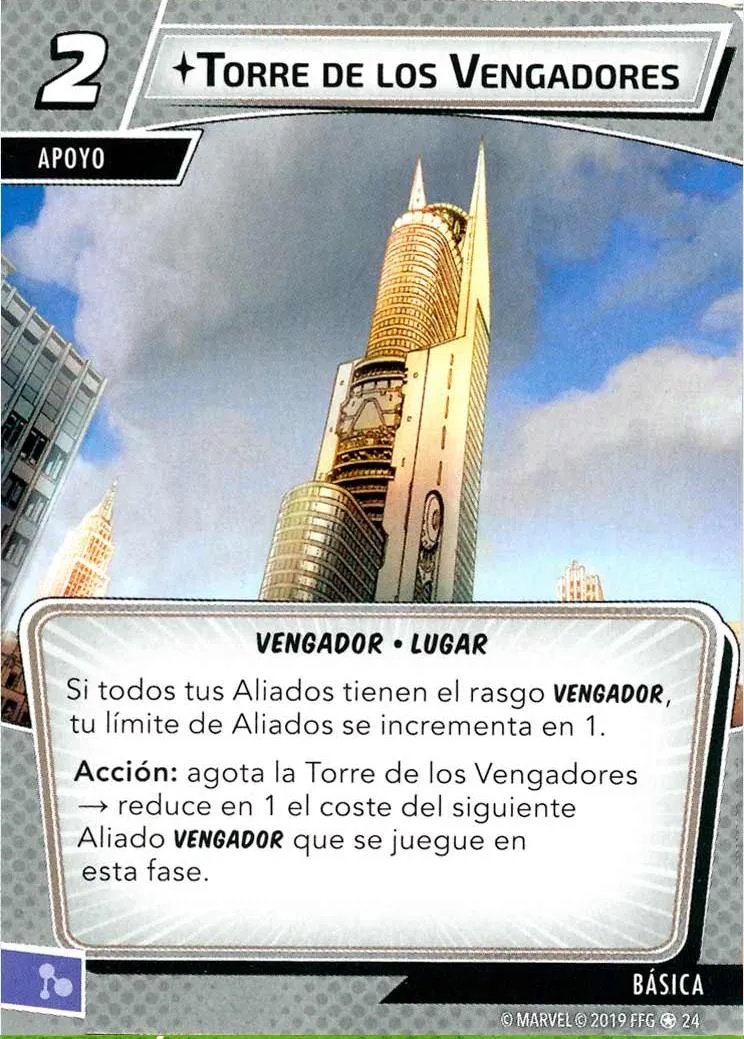 2
TORRE DE LOS VENGADORES
APOYO
VENGADOR • LUGAR
Si todos tus Aliados tienen el rasgo VENGADOR,
tu límite de Aliados se incrementa en 1.
Acción: agota la Torre de los Vengadores
→ reduce en 1 el coste del siguiente
Aliado VENGADOR que se juegue en
esta fase.
BÁSICA
© MARVEL © 2019 FFG 24